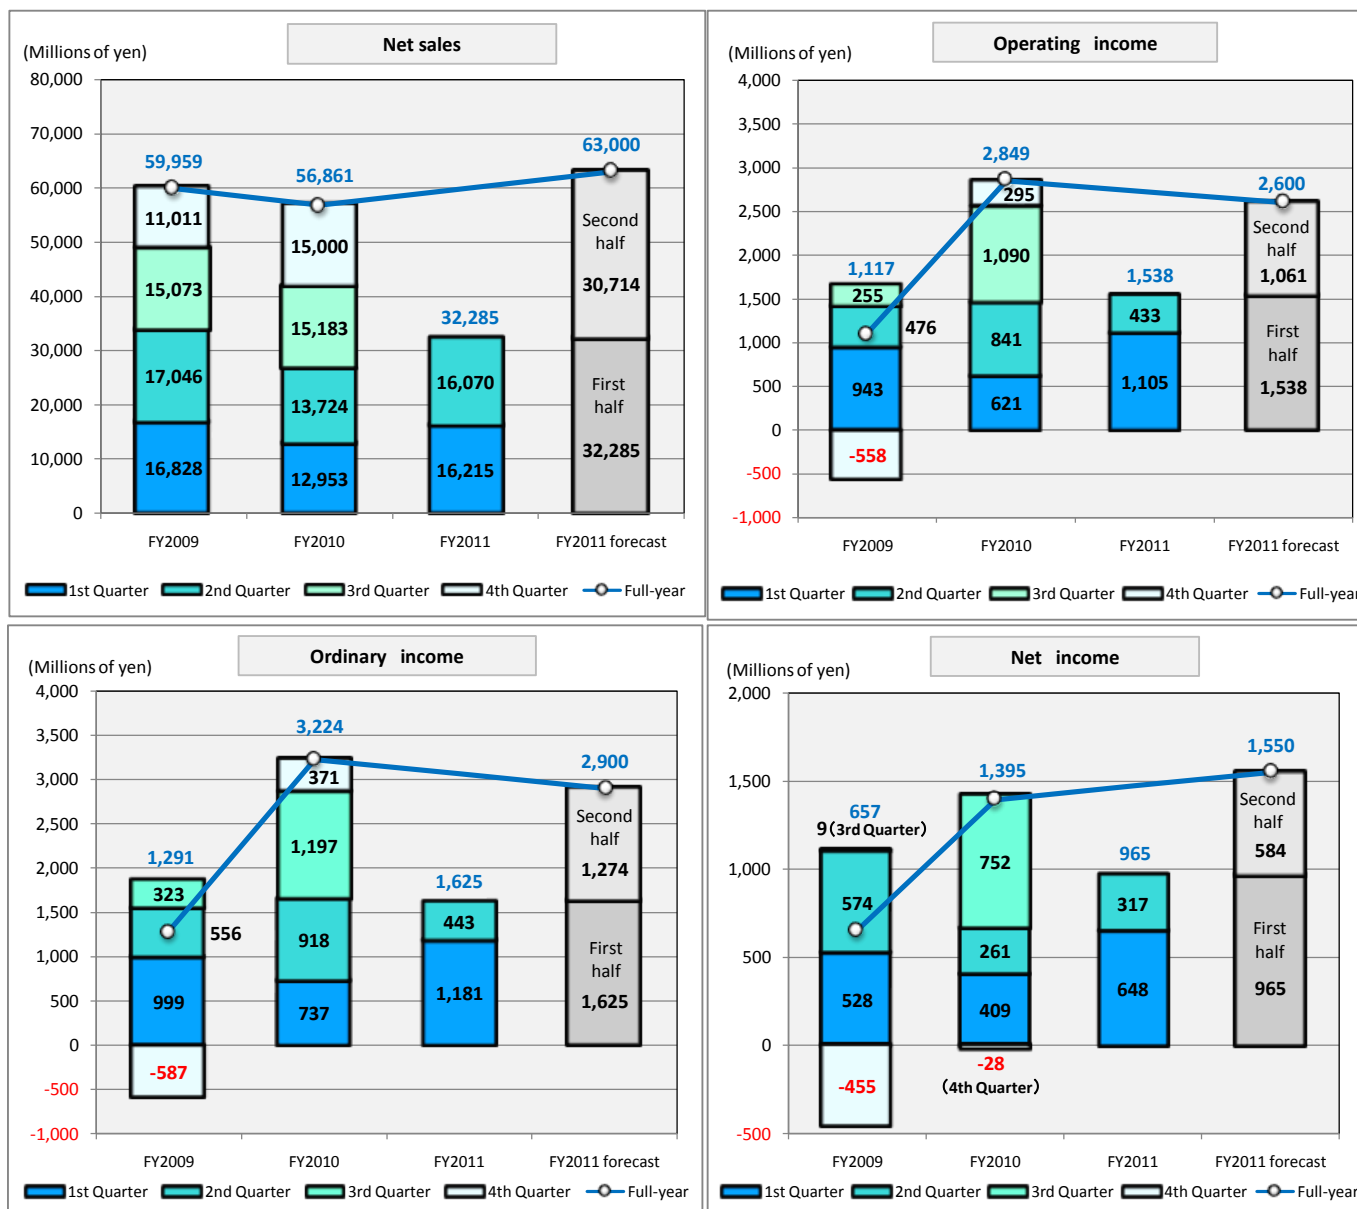 Net sales
(Millions of yen)
80,000
70,000
60,000
50,000
40,000
30,000
20,000
10,000
0
59,959
56,861
32,285
63,000
11,011
15,073
17,046
16,828
15,000
15,183
13,724
12,953
16,070
16,215
Second
half
30,714
First
half
32,285
FY2009 FY2010 FY2011 FY2011 forecast
1st Quarter 2nd Quarter 3rd Quarter 4th Quarter Full-year
Operating income
(Millions of yen)
4,000
3,500
3,000
2,500
2,000
1,500
1,000
500
0
-500
-1,000
1,117
2,849
1,538
2,600
255
476
943
-558
295
1,090
841
621
433
1,105
Second
half
1,061
First
half
1,538
FY2009 FY2010 FY2011 FY2011 forecast
1st Quarter 2nd Quarter 3rd Quarter 4th Quarter Full-year
Ordinary income
(Millions of yen)
4,000
3,500
3,000
2,500
2,000
1,500
1,000
500
0
-500
-1,000
1,291
3,224
1,625
2,900
323
556
999
-587
371
1,197
918
737
443
1,181
Second
half
1,274
First
half
1,625
FY2009 FY2010 FY2011 FY2011 forecast
1st Quarter 2nd Quarter 3rd Quarter 4th Quarter Full-year
Net income
(Millions of yen)
2,000
1,500
1,000
500
0
-500
657
1,395
965
1,550
9 (3rd Quarter)
574
528
-455
752
261
409
-28
(4th Quarter)
317
648
Second
half
584
First
half
965
FY2009 FY2010 FY2011 FY2011 forecast
1st Quarter 2nd Quarter 3rd Quarter 4th Quarter Full-year